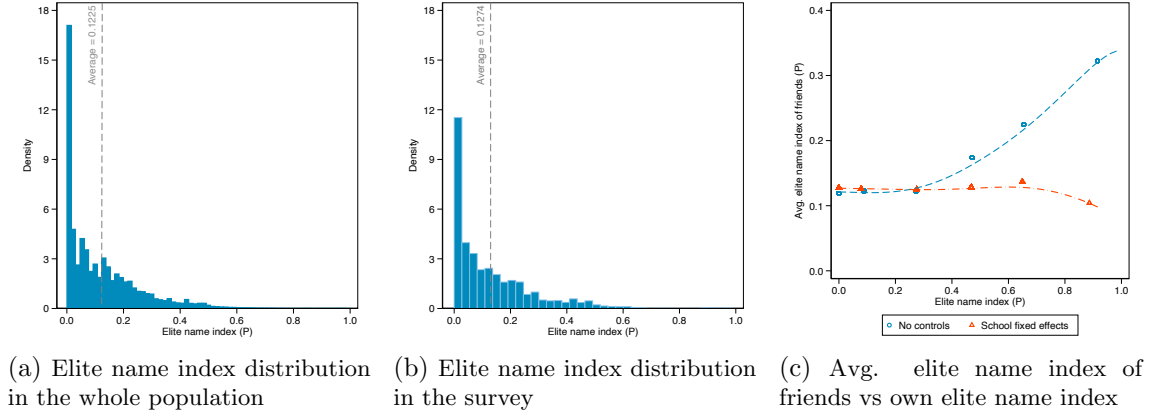 18
15
12
9
6
3
0
Density
Average = 0.1225
0.0 0.2 0.4 0.6 0.8 1.0
Elite name index (P)
18
15
12
9
6
3
0
Density
Average = 0.1274
0.0 0.2 0.4 0.6 0.8 1.0
Elite name index (P)
0.4
0.3
0.2
0.1
0.0
Avg. elite name index of friends (P)
0.0 0.2 0.4 0.6 0.8 1.0
Elite name index (P)
No controls School fixed effects
(a) Elite name index distribution
in the whole population
(b) Elite name index distribution
in the survey
(c) Avg. elite name index of
friends vs own elite name index